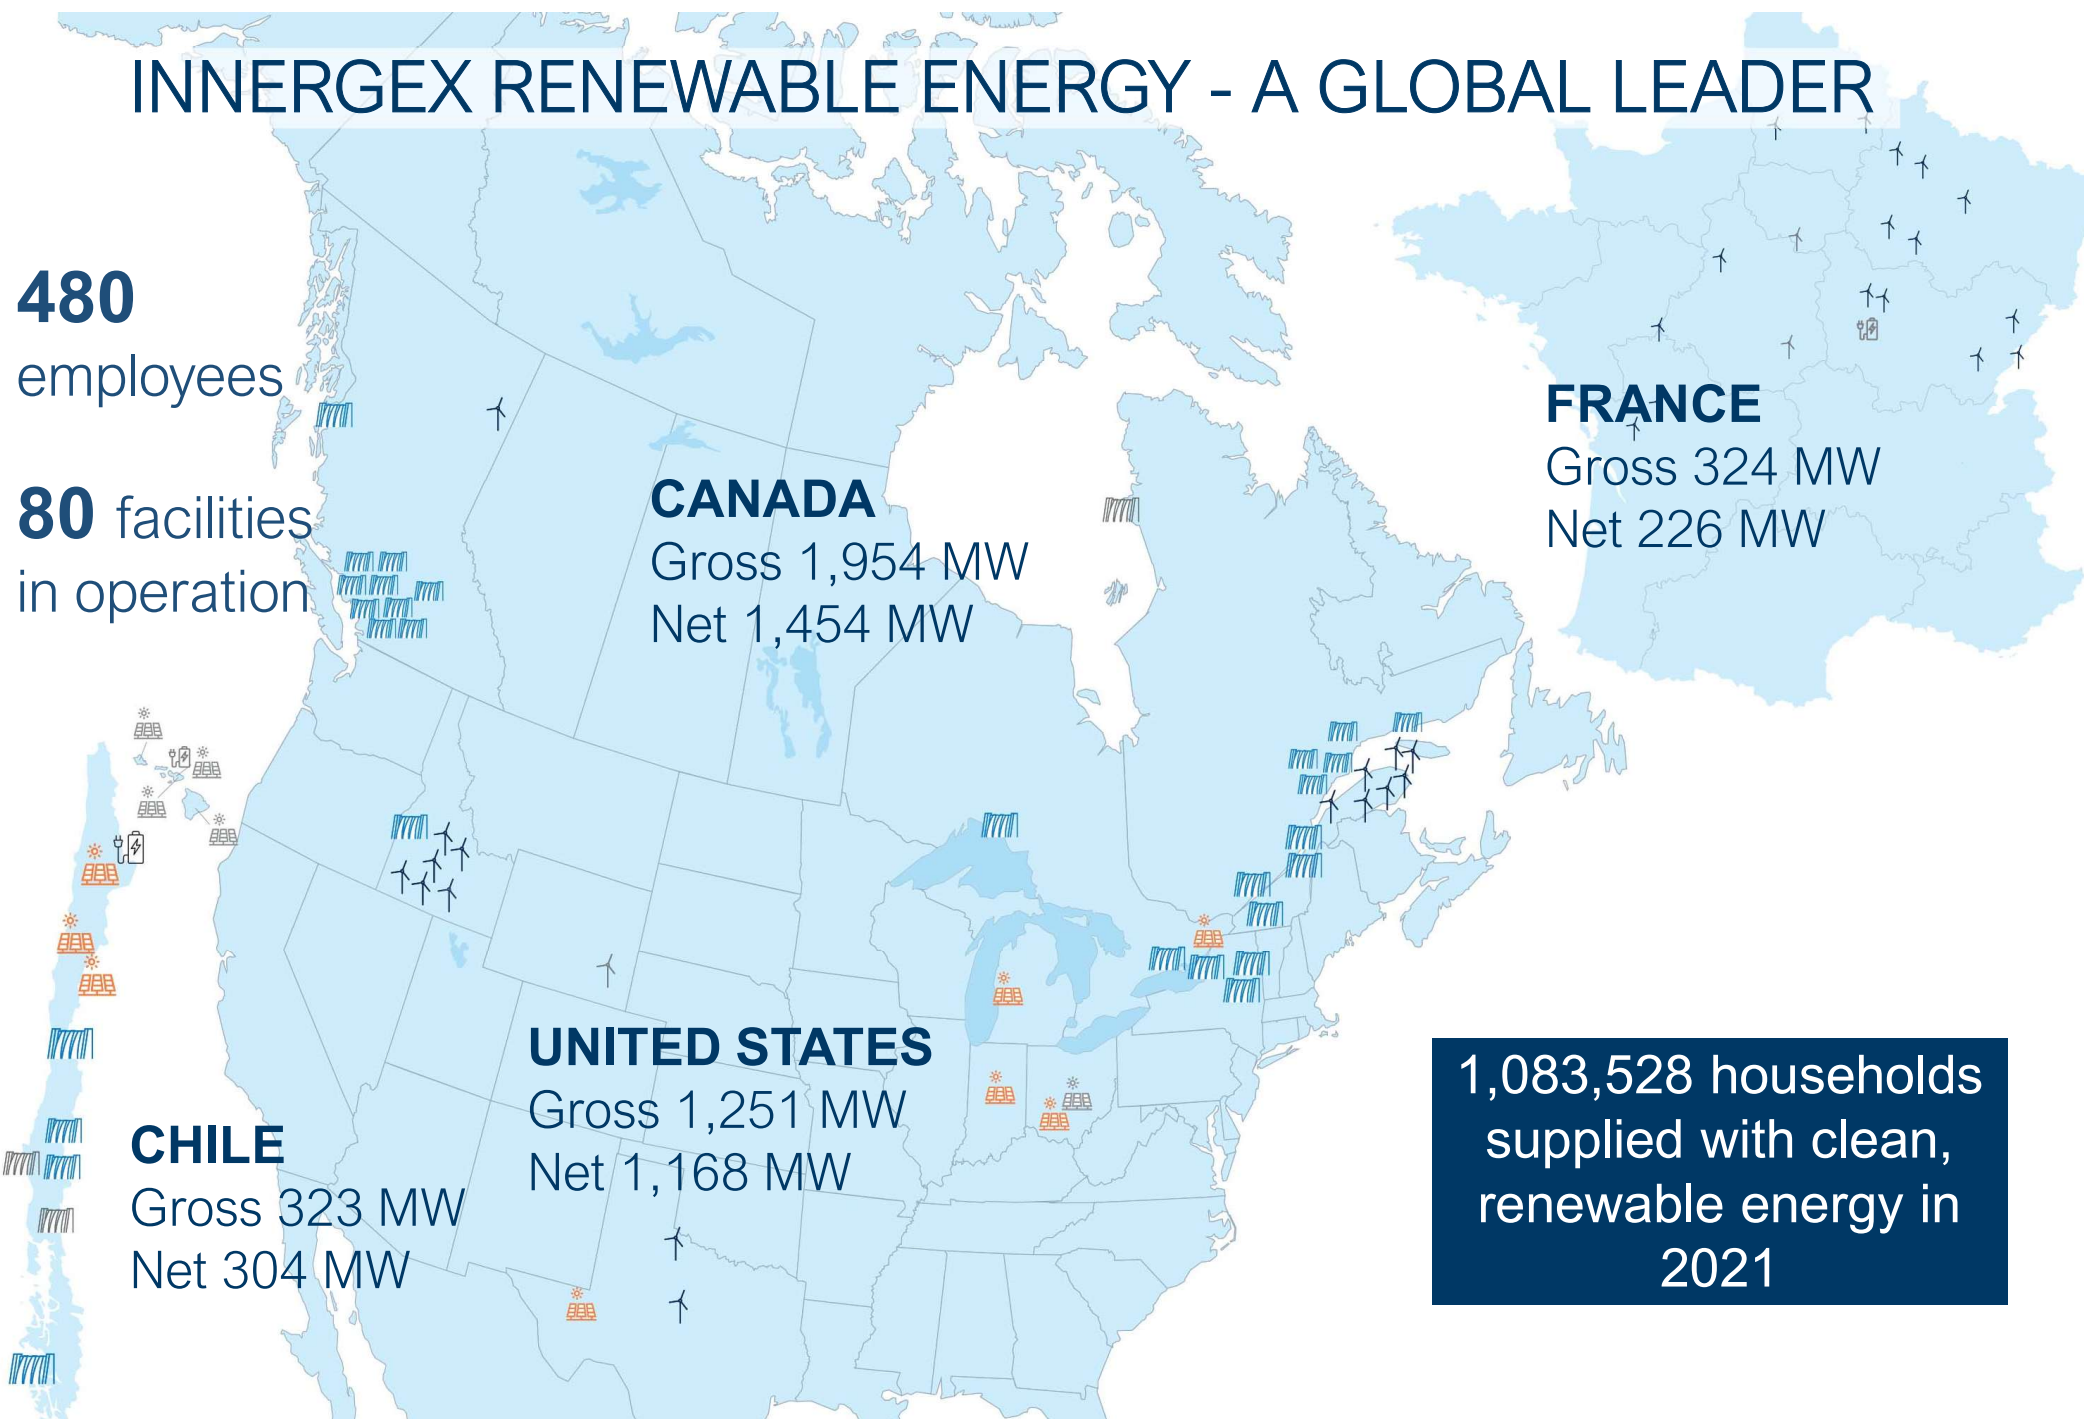 INNERGEX RENEWABLE ENERGY - A GLOBAL LEADER
480
employees
80 facilities
in operation
CANADA
Gross 1,954 MW
Net 1,454 MW
FRANCE
Gross 324 MW
Net 226 MW
UNITED STATES
Gross 1,251 MW
Net 1,168 MW
CHILE
Gross 323 MW
Net 304 MW
1,083,528 households
supplied with clean,
renewable energy in
2021